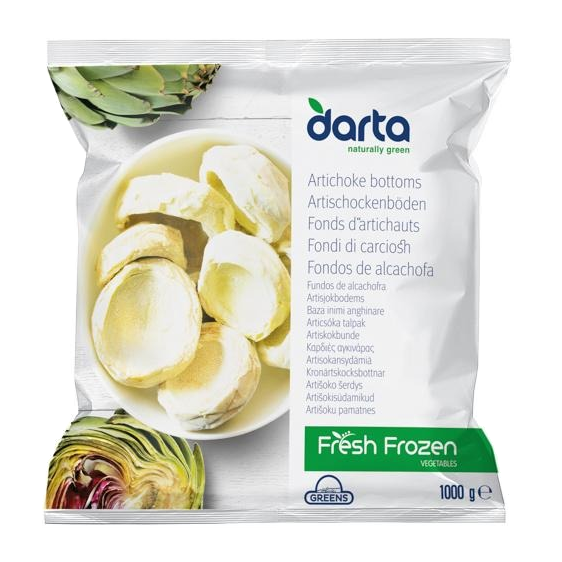 darta
naturally green
Artichoke bottoms
Artischockenböden
Fonds d'artichauts
Fondi di carciofi
Fondos de alcachofa
Fundos de alcachofra
Artisjokbodems
Baza inimi anghinare
Articsóka talpak
Artiskokbunde
Καρδιές αγκινάρας
Artisokansydämiä
Kronärtskocksbottnar
Artišoko šerdys
Artišokisüdamikud
Artišoku pamatnes
Fresh Frozen
VEGETABLES
GREENS
1000 g ℮